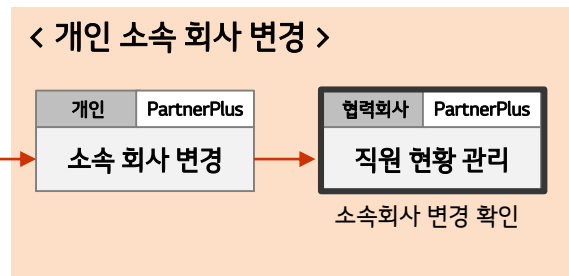 < 개인 소속 회사 변경 >
개인 PartnerPlus
소속 회사 변경
협력회사 PartnerPlus
직원 현황 관리
소속회사 변경 확인